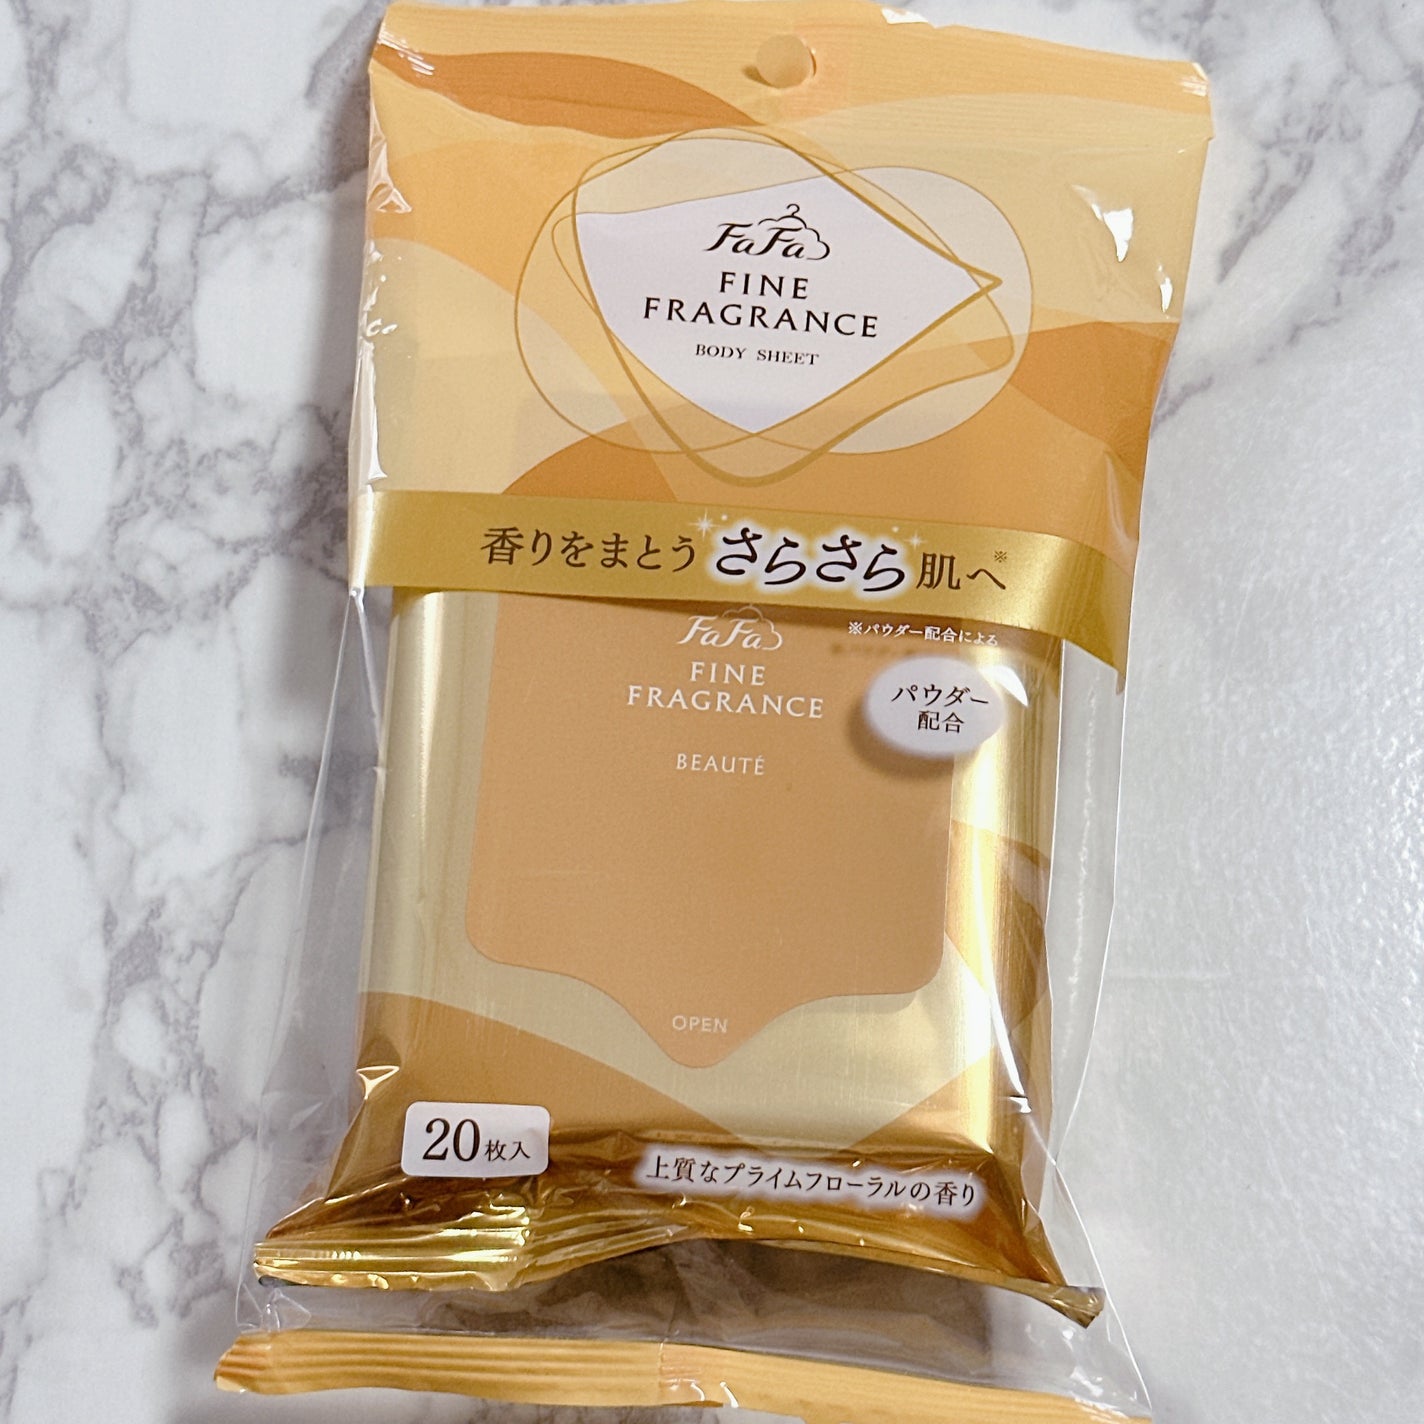 FaFa
FINE
FRAGRANCE
BODY SHEET
香りをまとう さらさら肌へ※
※パウダー配合による
FaFa
FINE
FRAGRANCE
BEAUTÉ
パウダー
配合
OPEN
20枚入
上質なプライムフローラルの香り